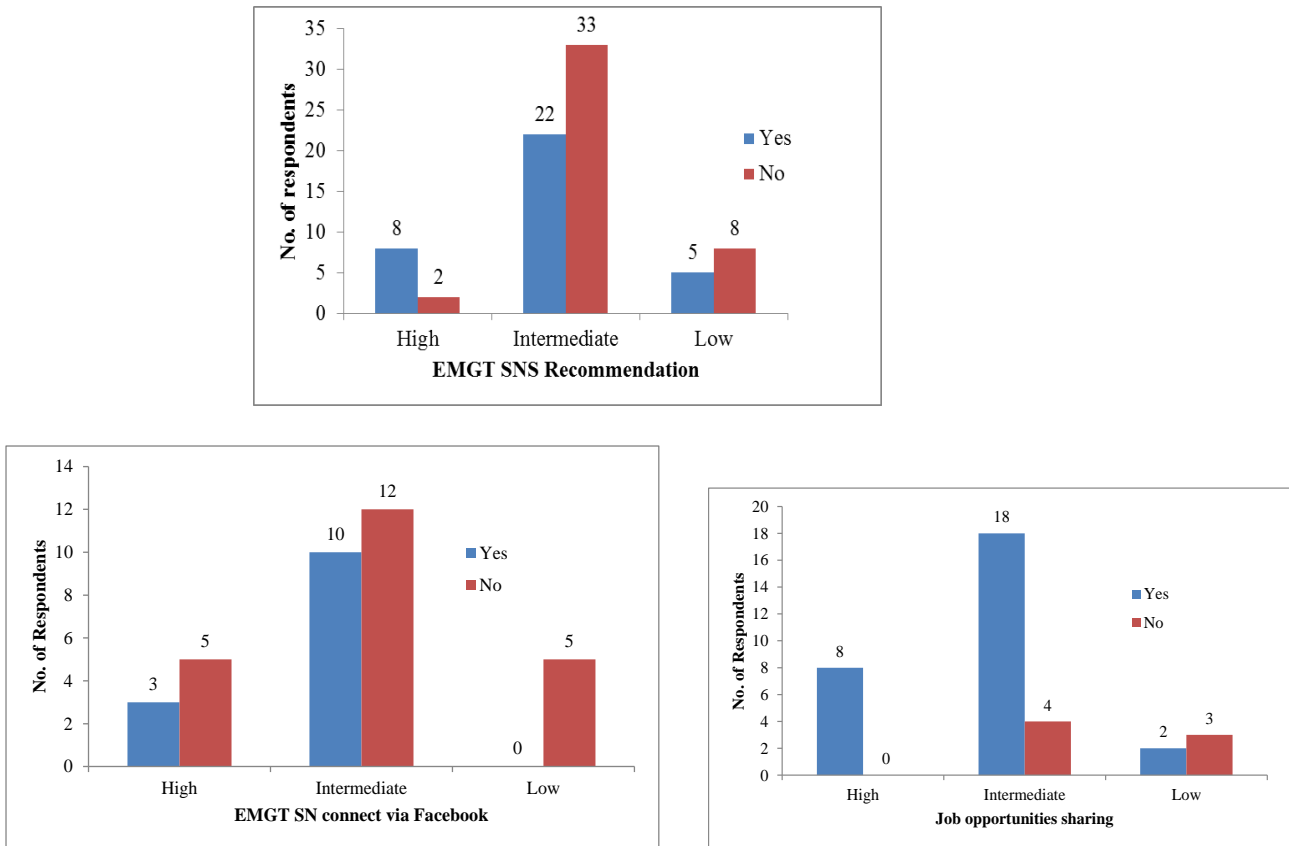 33
35
30
No. of respondents
25
22
20
Yes
15
No
10
8
8
5
5
2
0
High
Intermediate
Low
EMGT SNS Recommendation
14
12
12
No. of Respondents
10
10
Yes
8
No
6
5
5
4
3
2
0
0
High
Intermediate
Low
EMGT SN connect via Facebook
20
18
18
16
No. of Respondents
14
Yes
12
No
10
8
8
6
4
4
3
2
2
0
0
High
Intermediate
Low
Job opportunities sharing